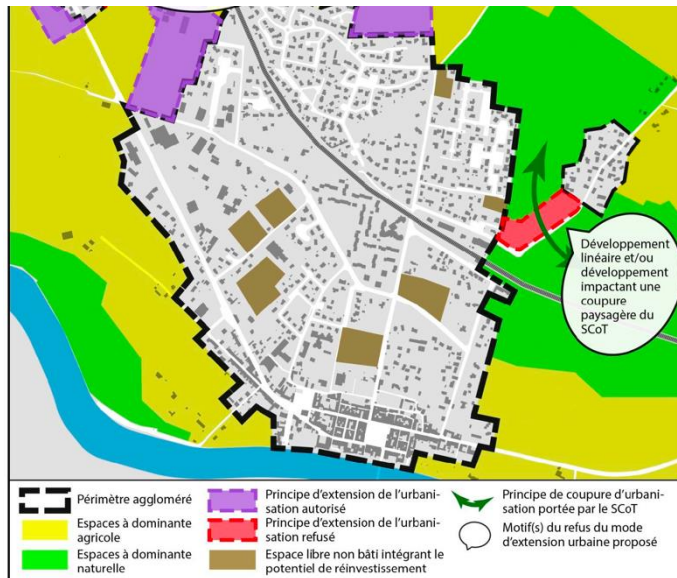 Développement
linéaire et/ou
développement
impactant une
coupure
paysagère du
SCoT
Périmètre aggloméré
Espaces à dominante
agricole
Espaces à dominante
naturelle
Principe d'extension de l'urbani-
sation autorisé
Principe d'extension de l'urbani-
sation refusé
Espace libre non bâti intégrant le
potentiel de réinvestissement
Principe de coupure d'urba-
nisation portée par le SCoT
Motif(s) du refus du mode
d'extension urbaine proposé